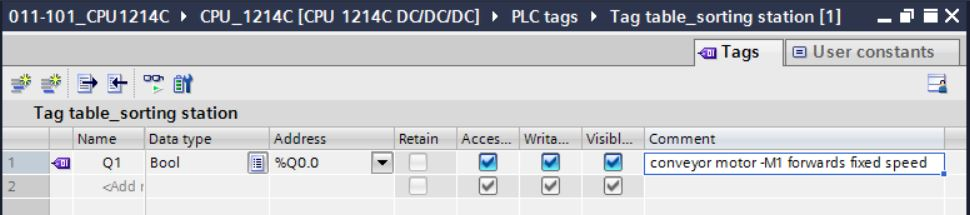 011-101_CPU1214C ▸ CPU_1214C [CPU 1214C DC/DC/DC] ▸ PLC tags ▸ Tag table_sorting station [1]
Tags User constants
Tag table_sorting station
Name Data type Address Retain Acces... Writa... Visibl... Comment
1 Q1 Bool %Q0.0 conveyor motor -M1 forwards fixed speed
2 <Add r